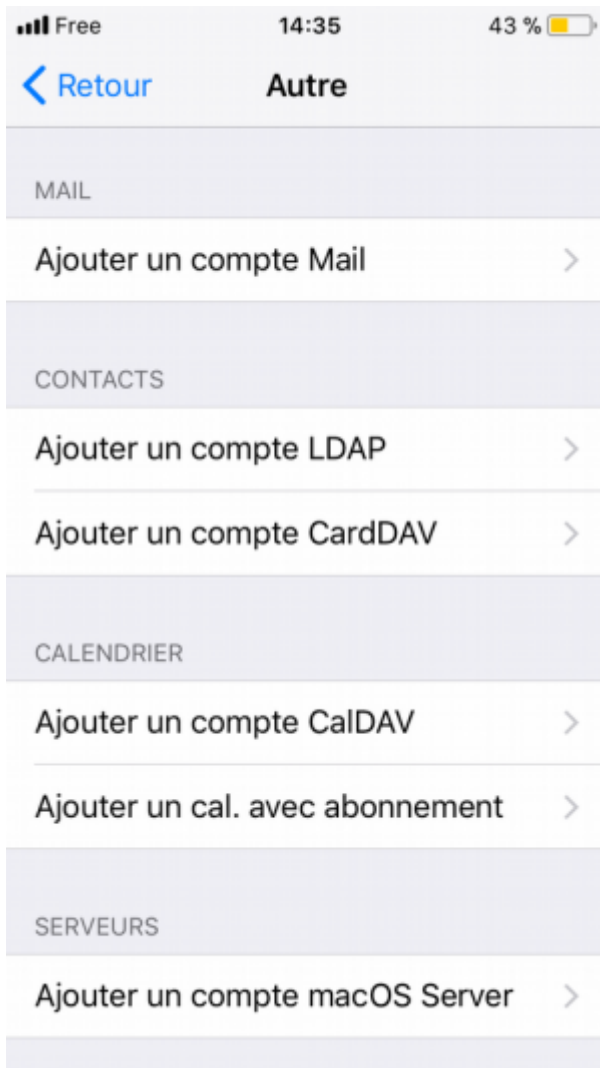 Free 14:35 43 %
Retour Autre
MAIL
Ajouter un compte Mail
CONTACTS
Ajouter un compte LDAP
Ajouter un compte CardDAV
CALENDRIER
Ajouter un compte CalDAV
Ajouter un cal. avec abonnement
SERVEURS
Ajouter un compte macOS Server